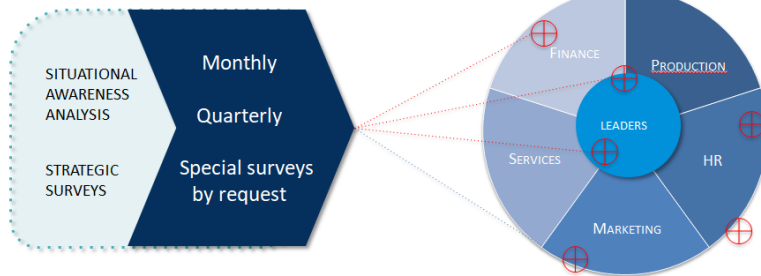 SITUATIONAL
AWARENESS
ANALYSIS
STRATEGIC
SURVEYS
Monthly
Quarterly
Special surveys
by request
FINANCE
PRODUCTION
LEADERS
SERVICES
HR
MARKETING